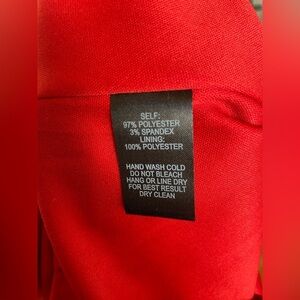 SELF:
97% POLYESTER
3% SPANDEX
LINING:
100% POLYESTER
HAND WASH COLD
DO NOT BLEACH
HANG OR LINE DRY
FOR BEST RESULT
DRY CLEAN